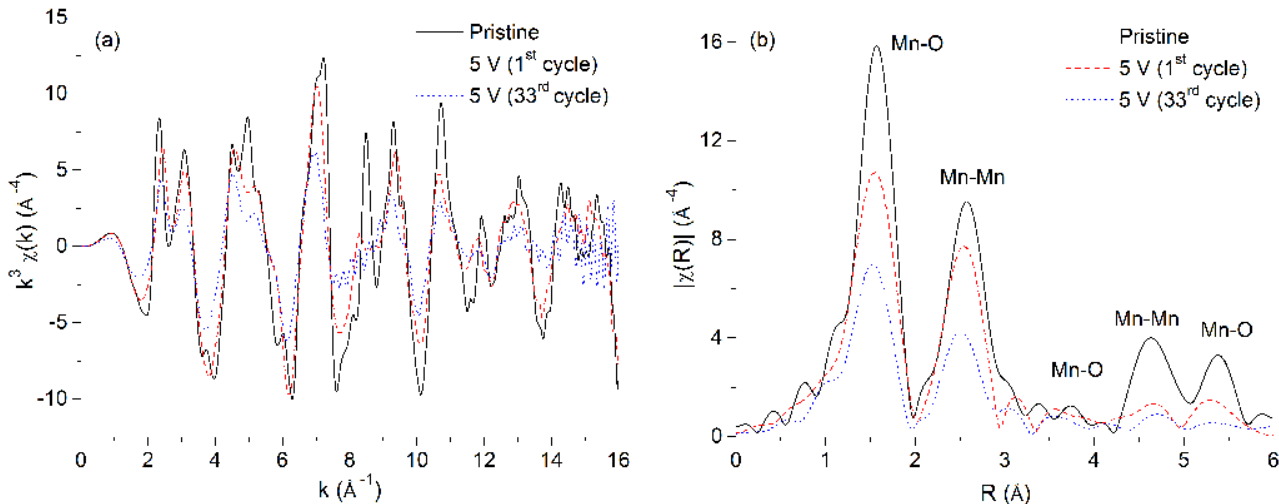 (a)
Pristine
5 V (1st cycle)
5 V (33rd cycle)
15
10
5
0
-5
-10
k³ χ(k) (Å⁻⁴)
0 2 4 6 8 10 12 14 16
k (Å⁻¹)
(b)
Pristine
5 V (1st cycle)
5 V (33rd cycle)
Mn-O
Mn-Mn
Mn-O
Mn-Mn
Mn-O
16
12
8
4
0
|χ(R)| (Å⁻⁴)
0 1 2 3 4 5 6
R (Å)